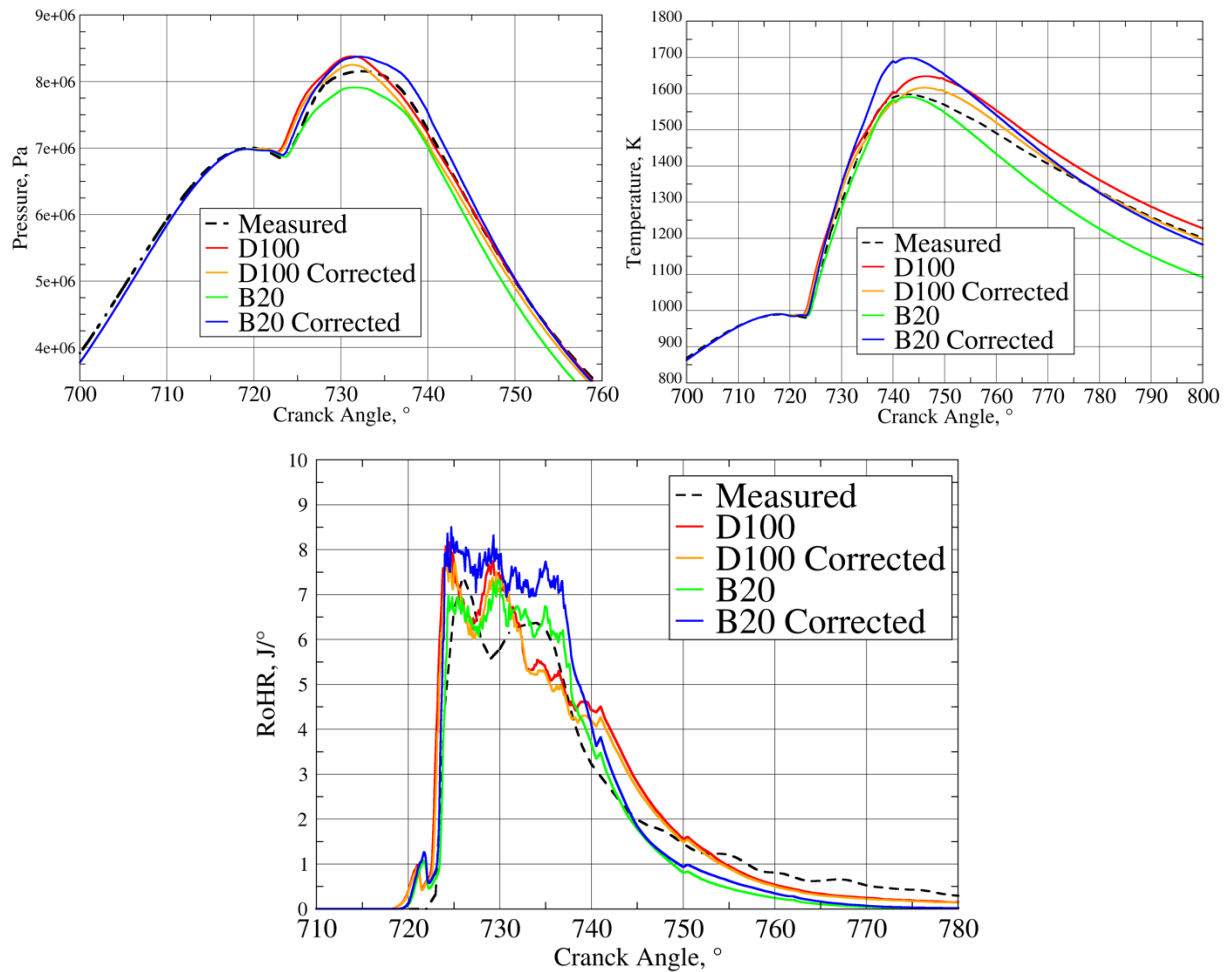 9e+06
8e+06
7e+06
6e+06
5e+06
4e+06
Pressure, Pa
Measured
D100
D100 Corrected
B20
B20 Corrected
700 710 720 730 740 750 760
Cranck Angle, °
1800
1700
1600
1500
1400
1300
1200
1100
1000
900
800
Temperature, K
Measured
D100
D100 Corrected
B20
B20 Corrected
700 710 720 730 740 750 760 770 780 790 800
Cranck Angle, °
10
9
8
7
6
5
4
3
2
1
0
RoHR, J/°
Measured
D100
D100 Corrected
B20
B20 Corrected
710 720 730 740 750 760 770 780
Cranck Angle, °